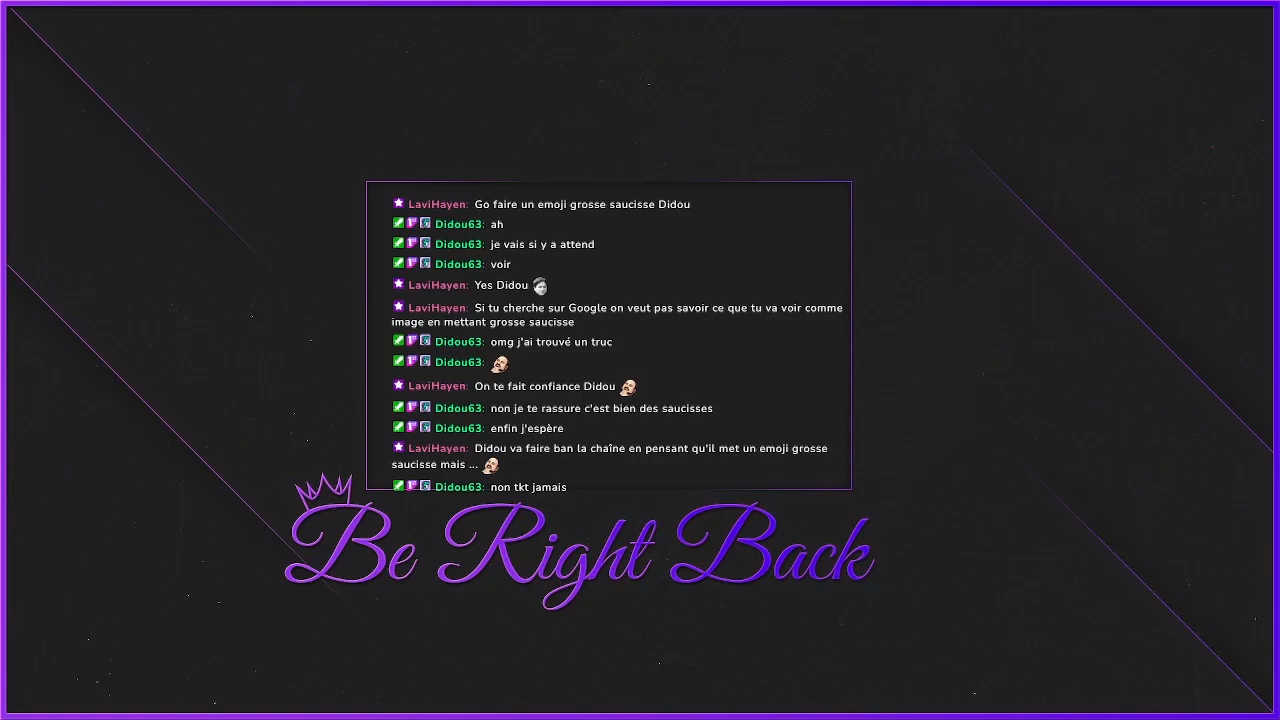 LaviHayen: Go faire un emoji grosse saucisse Didou
Didou63: ah
Didou63: je vais si y a attend
Didou63: voir
LaviHayen: Yes Didou
LaviHayen: Si tu cherche sur Google on veut pas savoir ce que tu va voir comme
image en mettant grosse saucisse
Didou63: omg j'ai trouvé un truc
Didou63:
LaviHayen: On te fait confiance Didou
Didou63: non je te rassure c'est bien des saucisses
Didou63: enfin j'espère
LaviHayen: Didou va faire ban la chaîne en pensant qu'il met un emoji grosse
saucisse mais ...
Didou63: non tkt jamais
Be Right Back